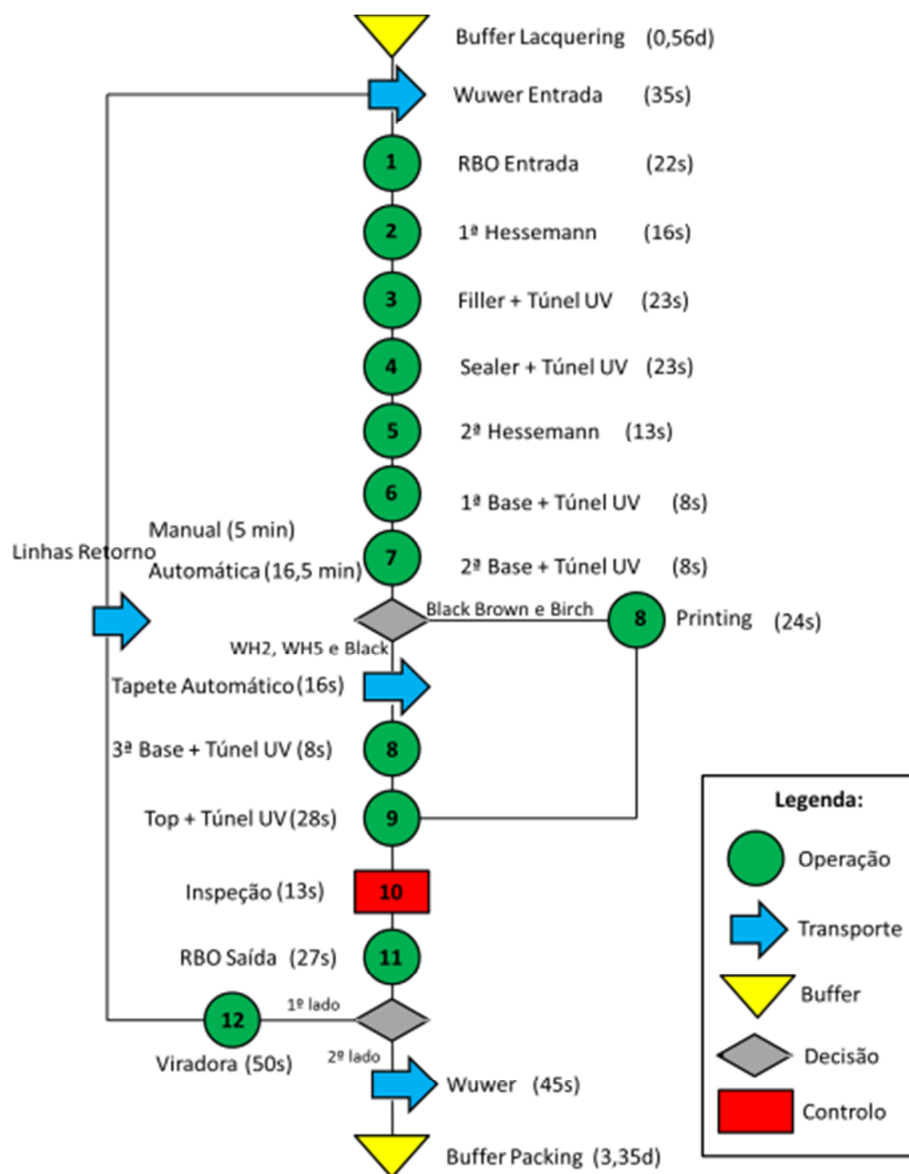 Buffer Lacquering (0,56d)
Wuwer Entrada (35s)
1 RBO Entrada (22s)
2 1ª Hessemann (16s)
3 Filler + Túnel UV (23s)
4 Sealer + Túnel UV (23s)
5 2ª Hessemann (13s)
6 1ª Base + Túnel UV (8s)
Manual (5 min)
Linhas Retorno
Automática (16,5 min)
7 2ª Base + Túnel UV (8s)
Black Brown e Birch
8 Printing (24s)
WH2, WH5 e Black
Tapete Automático (16s)
3ª Base + Túnel UV (8s) 8
Top + Túnel UV (28s) 9
Inspeção (13s) 10
RBO Saída (27s) 11
1º lado
12
2º lado
Viradora (50s)
Wuwer (45s)
Buffer Packing (3,35d)
Legenda:
Operação
Transporte
Buffer
Decisão
Controlo